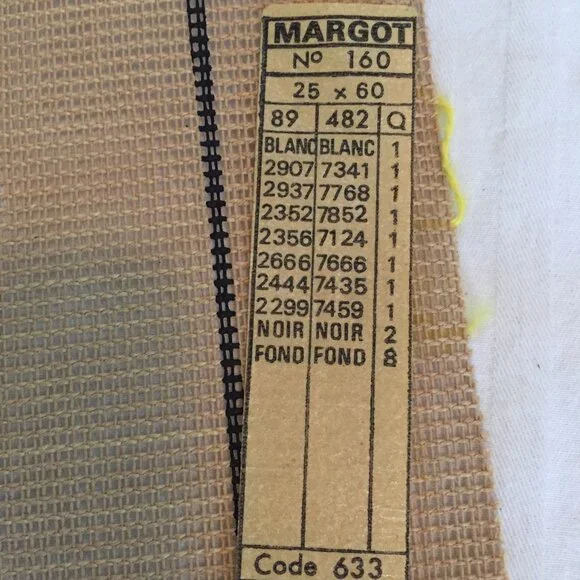 MARGOT
Nº 160
25 x 60
89 482 Q
BLANC BLANC 1
2907 7341 1
2937 7768 1
2352 7852 1
2356 7124 1
2666 7666 1
2444 7435 1
2299 7459 1
NOIR NOIR 2
FOND FOND 8
Code 633